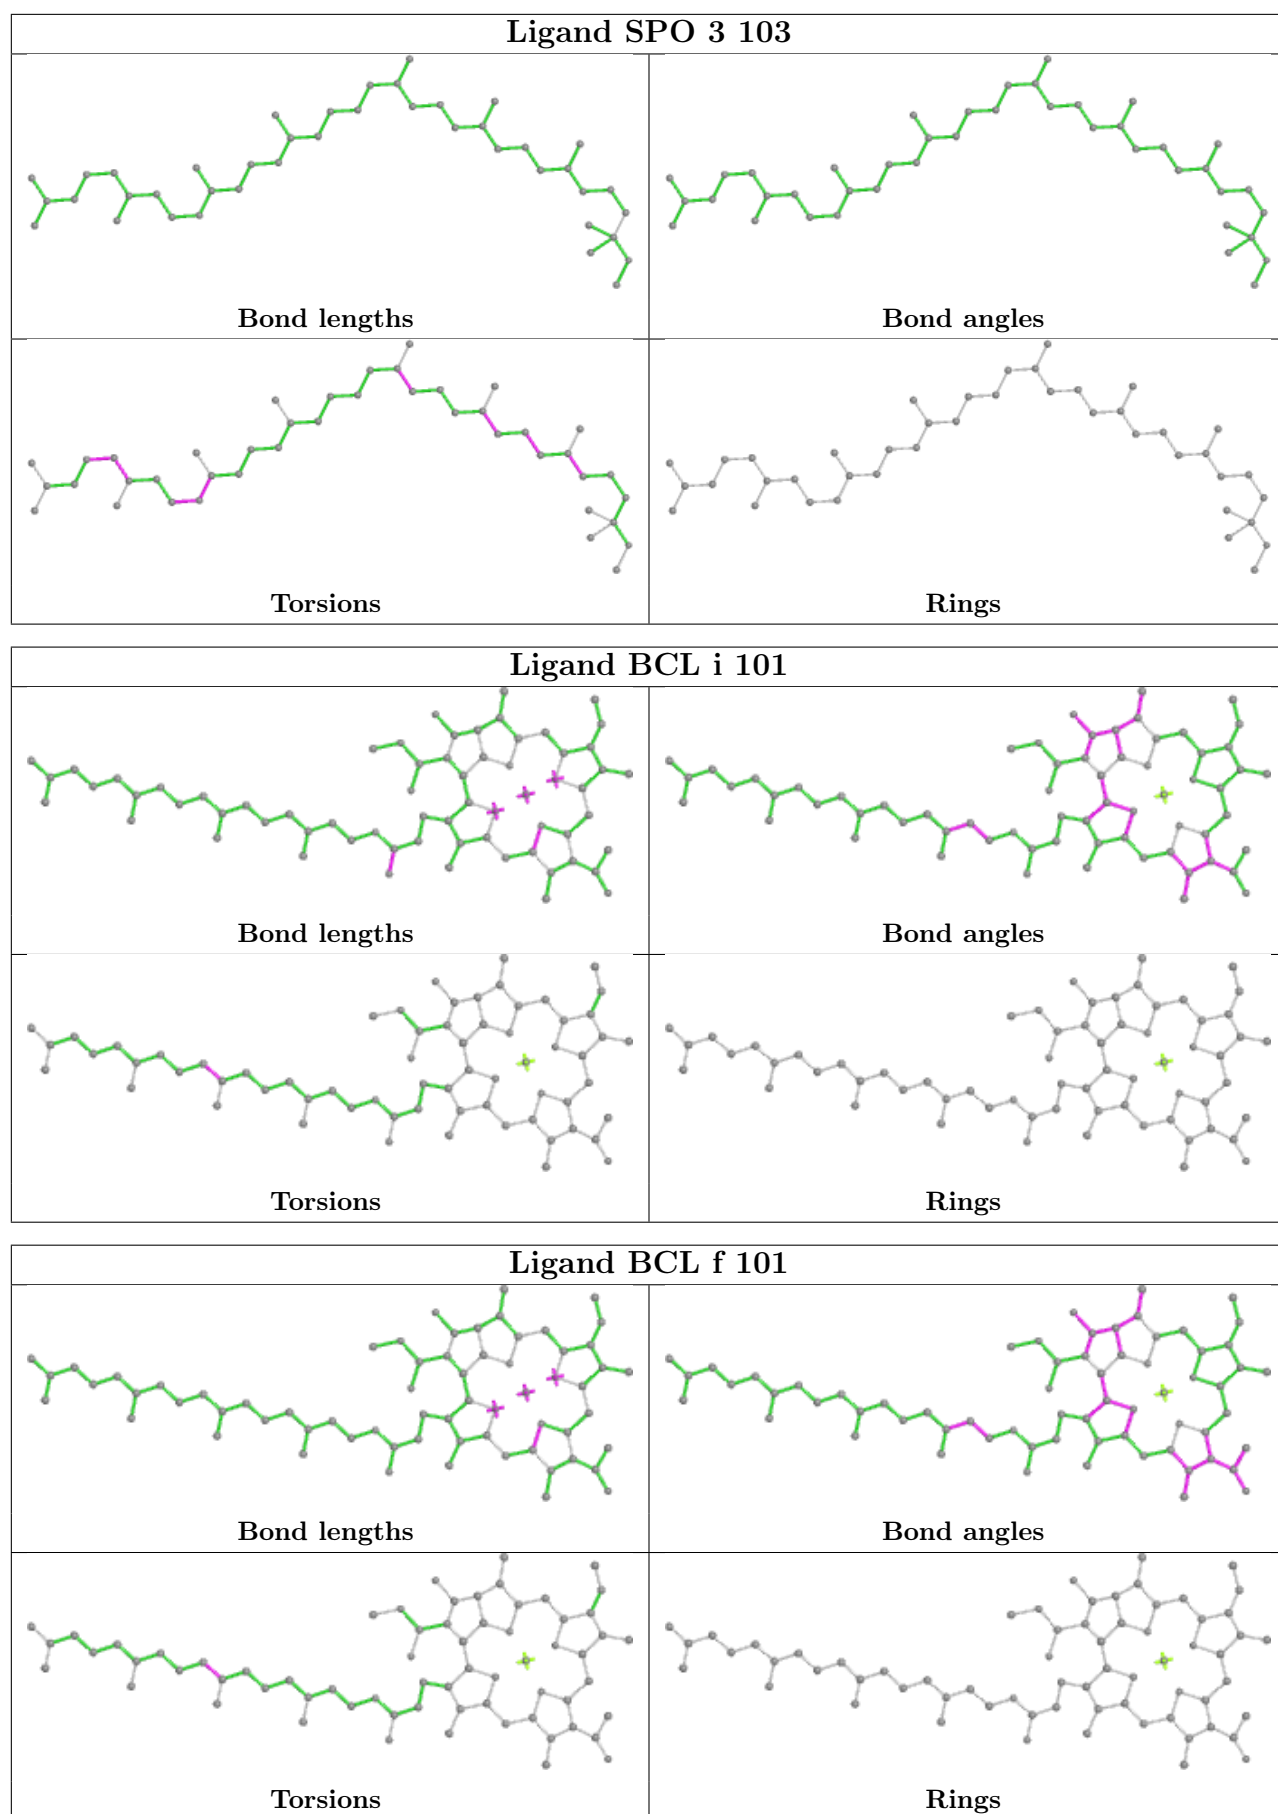 Ligand SPO 3 103
Bond lengths
Bond angles
Torsions
Rings
Ligand BCL i 101
Bond lengths
Bond angles
Torsions
Rings
Ligand BCL f 101
Bond lengths
Bond angles
Torsions
Rings